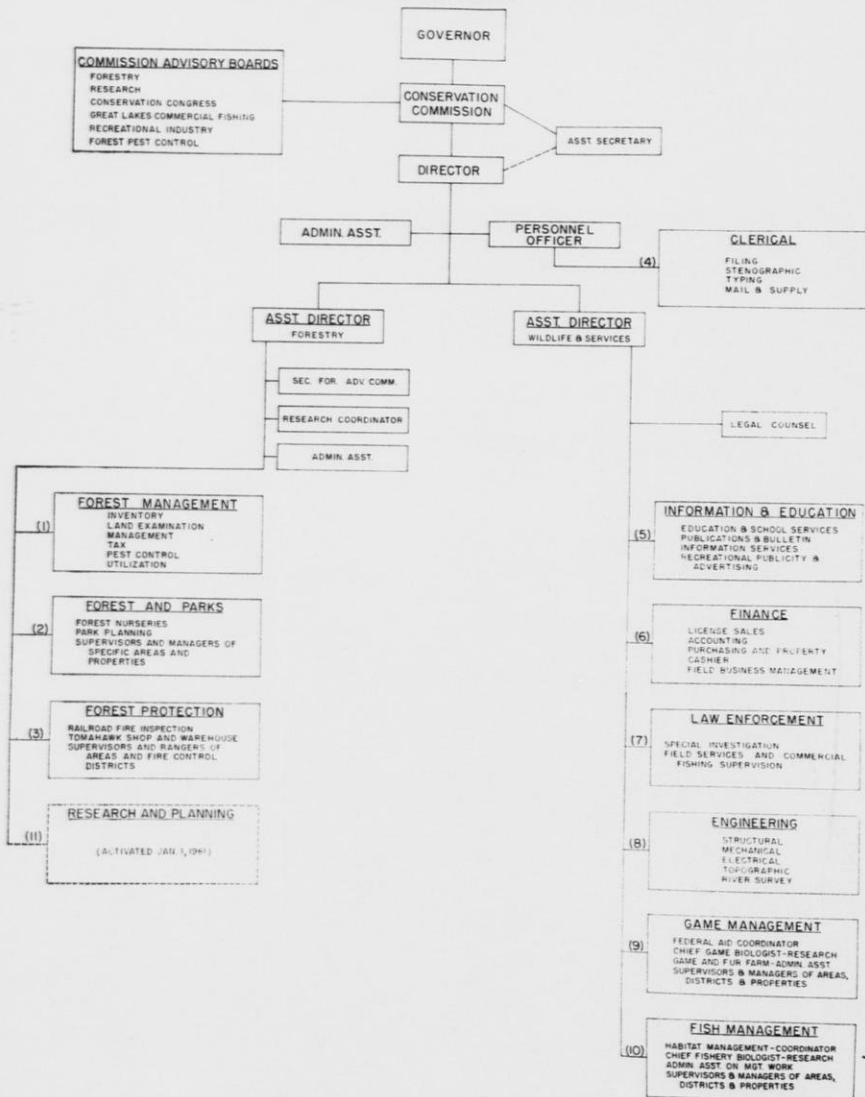 GOVERNOR
COMMISSION ADVISORY BOARDS
FORESTRY
RESEARCH
CONSERVATION CONGRESS
GREAT LAKES COMMERCIAL FISHING
RECREATIONAL INDUSTRY
FOREST PEST CONTROL
CONSERVATION
COMMISSION
ASST. SECRETARY
DIRECTOR
ADMIN. ASST.
PERSONNEL
OFFICER
(4)
CLERICAL
FILING
STENOGRAPHIC
TYPING
MAIL & SUPPLY
ASST. DIRECTOR
FORESTRY
ASST. DIRECTOR
WILDLIFE & SERVICES
SEC. FOR. ADV. COMM.
RESEARCH COORDINATOR
ADMIN. ASST.
LEGAL COUNSEL
(1)
FOREST MANAGEMENT
INVENTORY
LAND EXAMINATION
MANAGEMENT
TAX
PEST CONTROL
UTILIZATION
(2)
FOREST AND PARKS
FOREST NURSERIES
PARK PLANNING
SUPERVISORS AND MANAGERS OF
SPECIFIC AREAS AND
PROPERTIES
(3)
FOREST PROTECTION
RAILROAD FIRE INSPECTION
TOMAHAWK SHOP AND WAREHOUSE
SUPERVISORS AND RANGERS OF
AREAS AND FIRE CONTROL
DISTRICTS
(11)
RESEARCH AND PLANNING
(ACTIVATED JAN. 1, 1961)
(5)
INFORMATION & EDUCATION
EDUCATION & SCHOOL SERVICES
PUBLICATIONS & BULLETIN
INFORMATION SERVICES
RECREATIONAL PUBLICITY &
ADVERTISING
(6)
FINANCE
LICENSE SALES
ACCOUNTING
PURCHASING AND PROPERTY
CASHIER
FIELD BUSINESS MANAGEMENT
(7)
LAW ENFORCEMENT
SPECIAL INVESTIGATION
FIELD SERVICES AND COMMERCIAL
FISHING SUPERVISION
(8)
ENGINEERING
STRUCTURAL
MECHANICAL
ELECTRICAL
TOPOGRAPHIC
RIVER SURVEY
(9)
GAME MANAGEMENT
FEDERAL AID COORDINATOR
CHIEF GAME BIOLOGIST-RESEARCH
GAME AND FUR FARM-ADMIN. ASST.
SUPERVISORS & MANAGERS OF AREAS,
DISTRICTS & PROPERTIES
(10)
FISH MANAGEMENT
HABITAT MANAGEMENT-COORDINATOR
CHIEF FISHERY BIOLOGIST-RESEARCH
ADMIN. ASST. ON MGT. WORK
SUPERVISORS & MANAGERS OF AREAS,
DISTRICTS & PROPERTIES